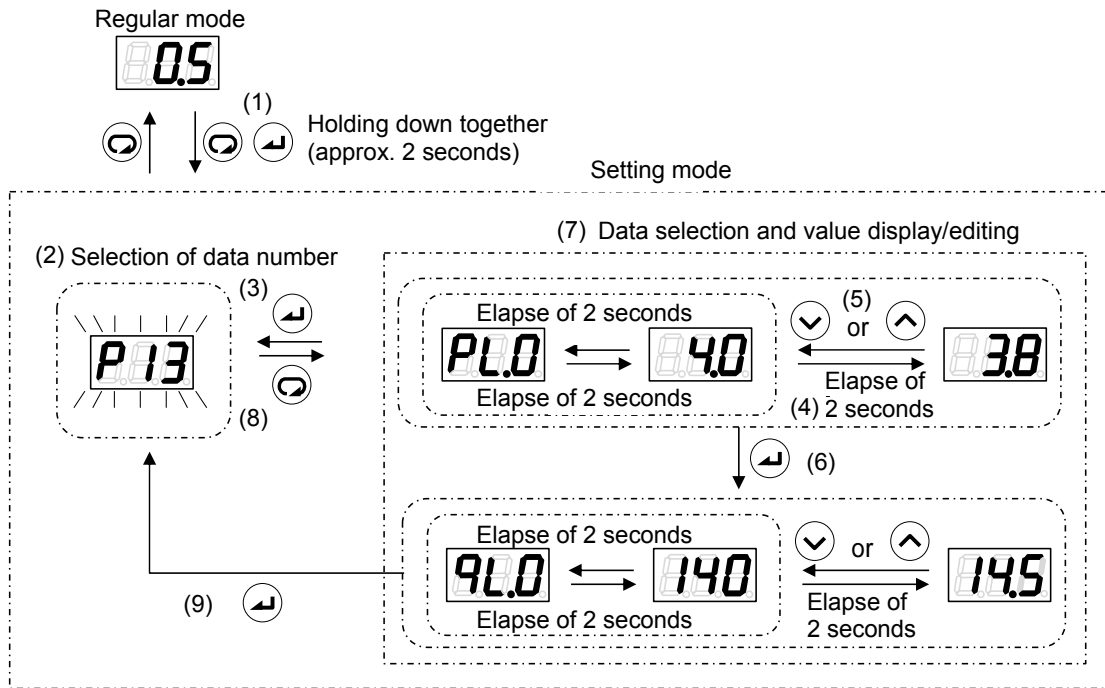 Regular mode
0.5
(1)
Holding down together
(approx. 2 seconds)
Setting mode
(7) Data selection and value display/editing
(2) Selection of data number
(3)
Elapse of 2 seconds
(5)
or
P13
PL.0
4.0
3.8
Elapse of 2 seconds
Elapse of
(4) 2 seconds
(8)
(6)
Elapse of 2 seconds
or
qL.0
140
14.5
(9)
Elapse of 2 seconds
Elapse of
2 seconds